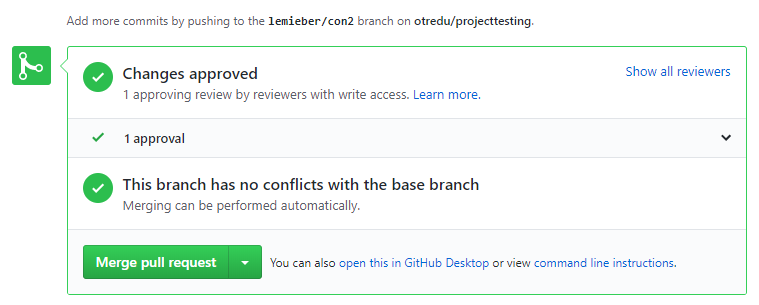 Add more commits by pushing to the lemieber/con2 branch on otredu/projecttesting.
Changes approved
Show all reviewers
1 approving review by reviewers with write access. Learn more.
1 approval
This branch has no conflicts with the base branch
Merging can be performed automatically.
Merge pull request
You can also open this in GitHub Desktop or view command line instructions.